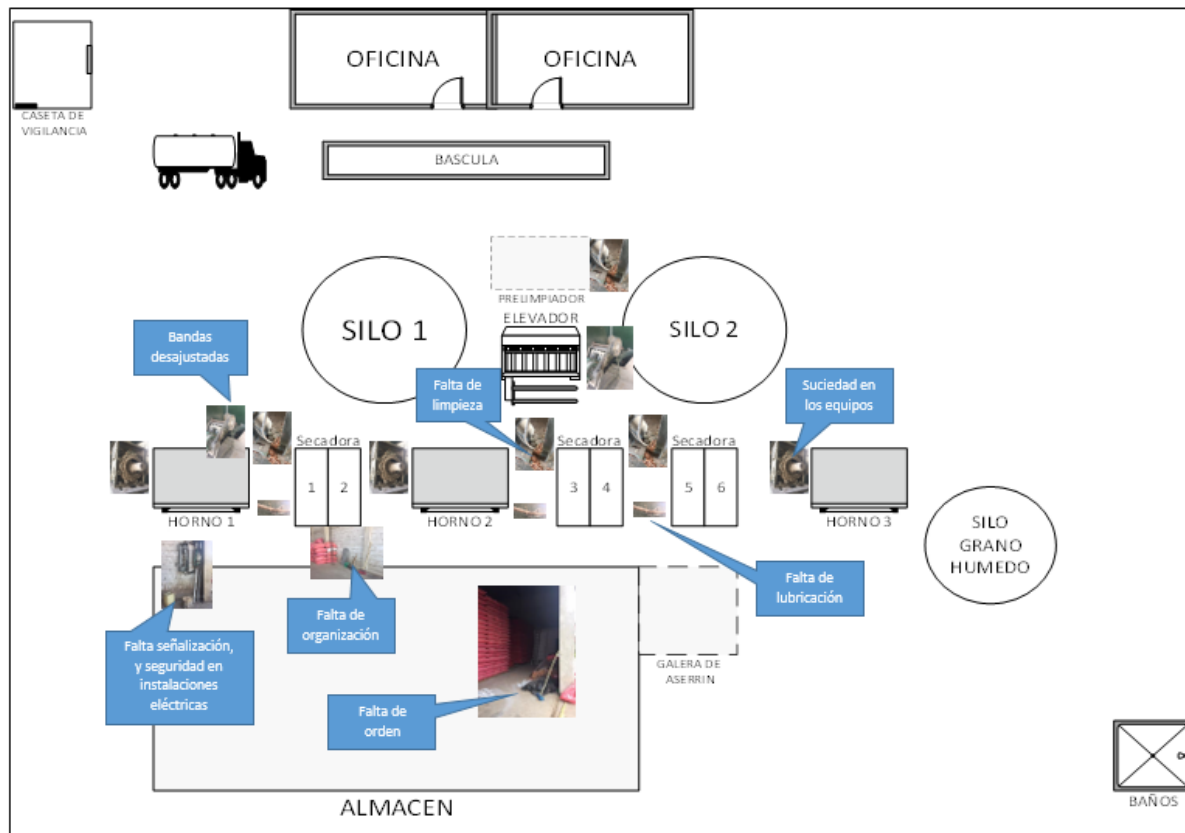 OFICINA
OFICINA
CASETA DE
VIGILANCIA
BASCULA
PRELIMPIADOR
ELEVADOR
SILO 1
SILO 2
Bandas
desajustadas
Falta de
limpieza
Suciedad en
los equipos
Secadora
Secadora
Secadora
1
2
3
4
5
6
HORNO 1
HORNO 2
HORNO 3
SILO
GRANO
HUMEDO
Falta de
lubricación
Falta de
organización
Falta señalización,
y seguridad en
instalaciones
eléctricas
Falta de
orden
GALERA DE
ASERRIN
ALMACEN
BAÑOS